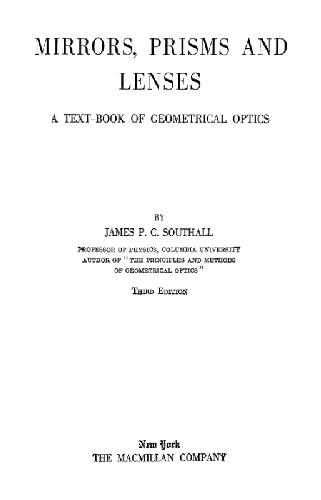 MIRRORS, PRISMS AND
LENSES
A TEXT-BOOK OF GEOMETRICAL OPTICS
BY
JAMES P. C. SOUTHALL
PROFESSOR OF PHYSICS, COLUMBIA UNIVERSITY
AUTHOR OF "THE PRINCIPLES AND METHODS
OF GEOMETRICAL OPTICS"
THIRD EDITION
New York
THE MACMILLAN COMPANY